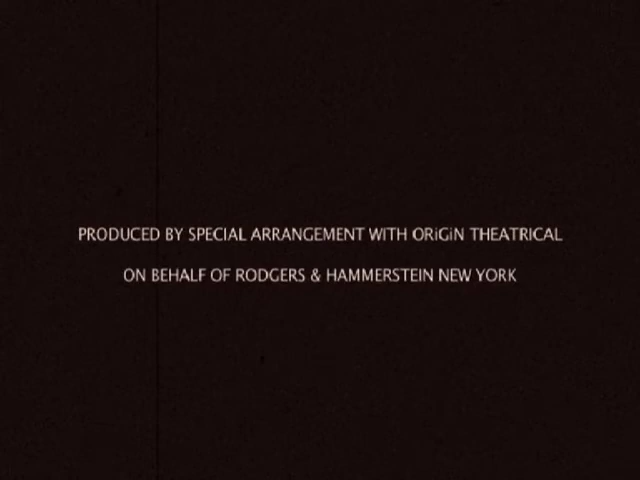 PRODUCED BY SPECIAL ARRANGEMENT WITH ORiGiN THEATRICAL
ON BEHALF OF RODGERS & HAMMERSTEIN NEW YORK